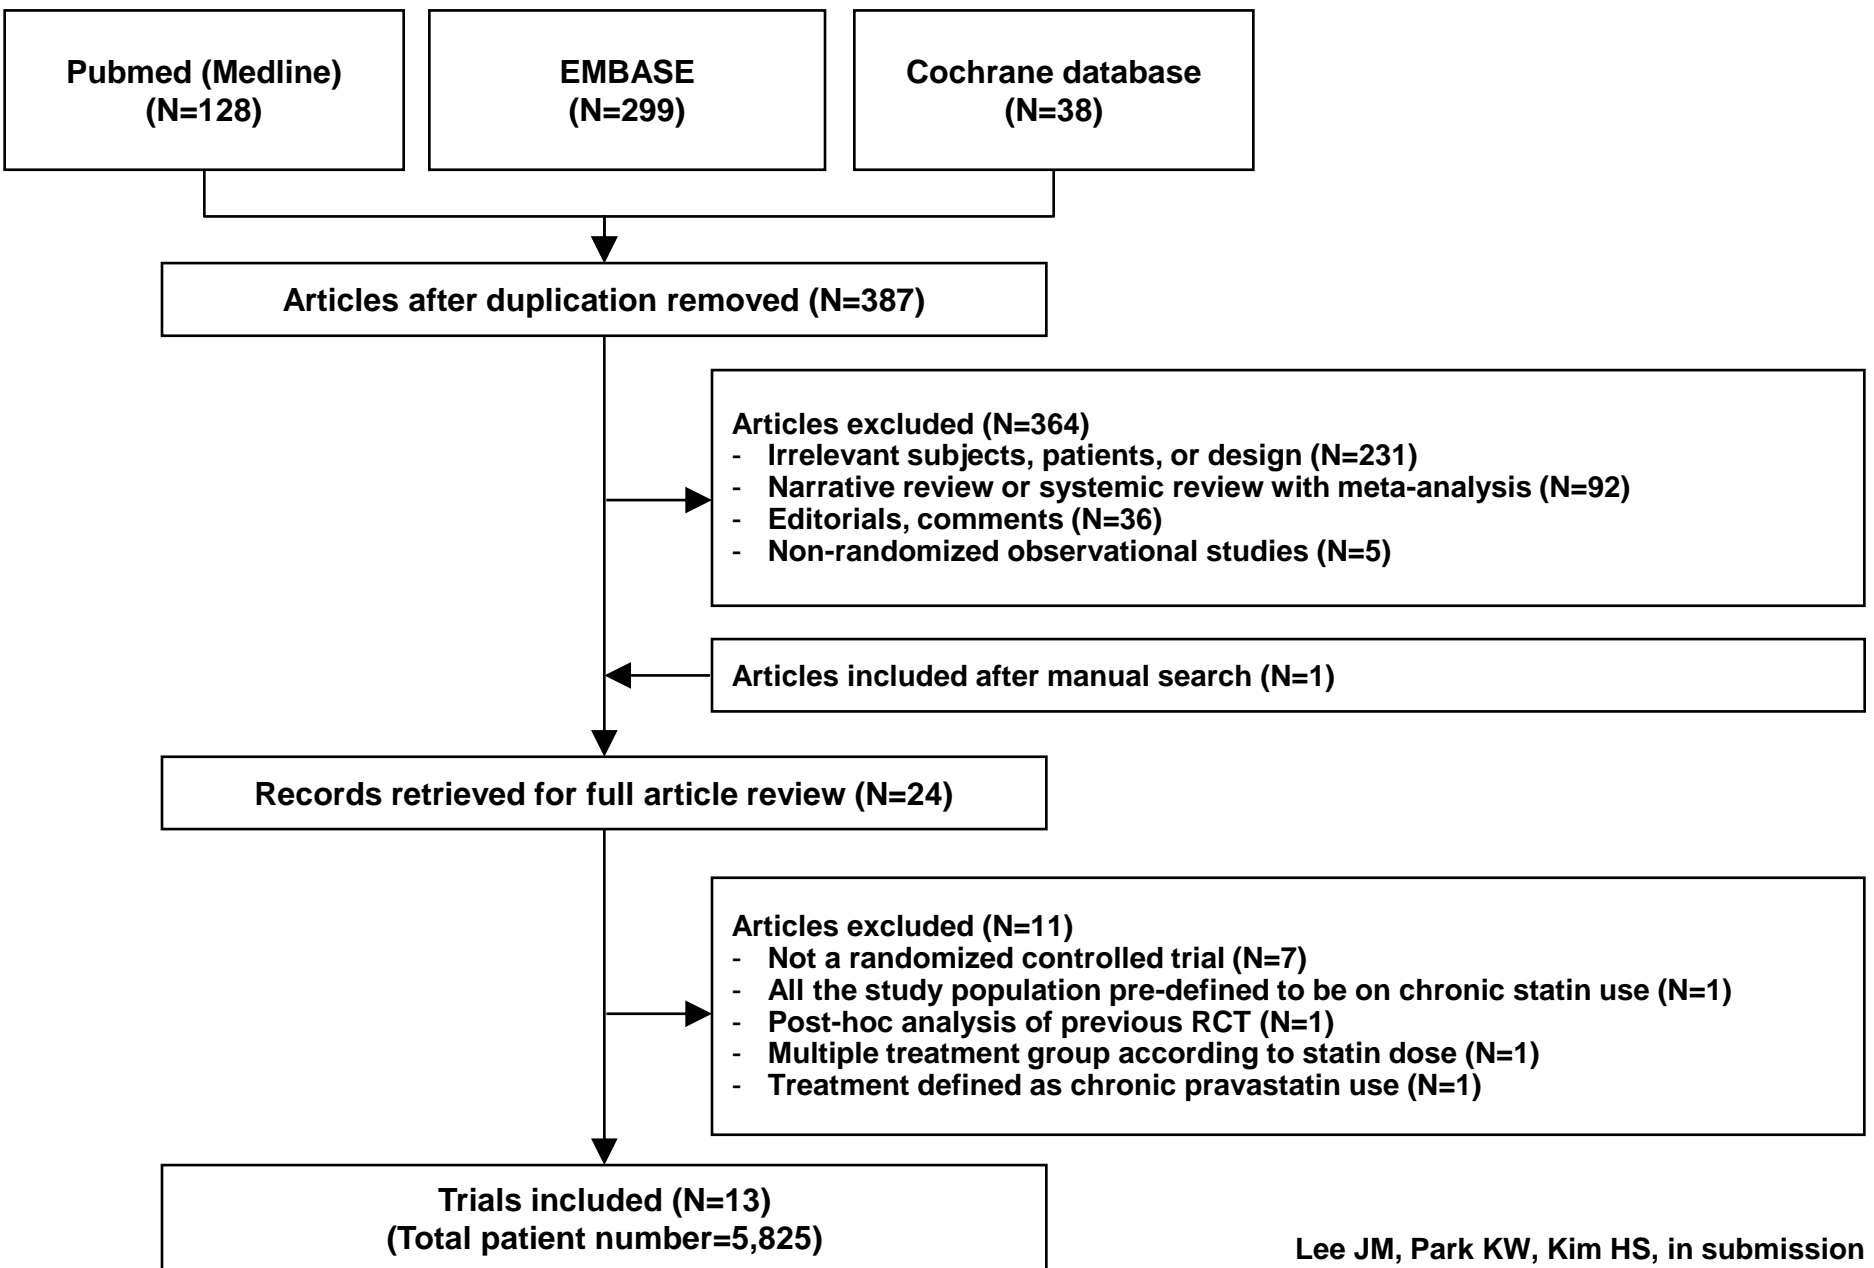 Pubmed (Medline)
(N=128)
EMBASE
(N=299)
Cochrane database
(N=38)
Articles after duplication removed (N=387)
Articles excluded (N=364)
- Irrelevant subjects, patients, or design (N=231)
- Narrative review or systemic review with meta-analysis (N=92)
- Editorials, comments (N=36)
- Non-randomized observational studies (N=5)
Articles included after manual search (N=1)
Records retrieved for full article review (N=24)
Articles excluded (N=11)
- Not a randomized controlled trial (N=7)
- All the study population pre-defined to be on chronic statin use (N=1)
- Post-hoc analysis of previous RCT (N=1)
- Multiple treatment group according to statin dose (N=1)
- Treatment defined as chronic pravastatin use (N=1)
Trials included (N=13)
(Total patient number=5,825)
Lee JM, Park KW, Kim HS, in submission